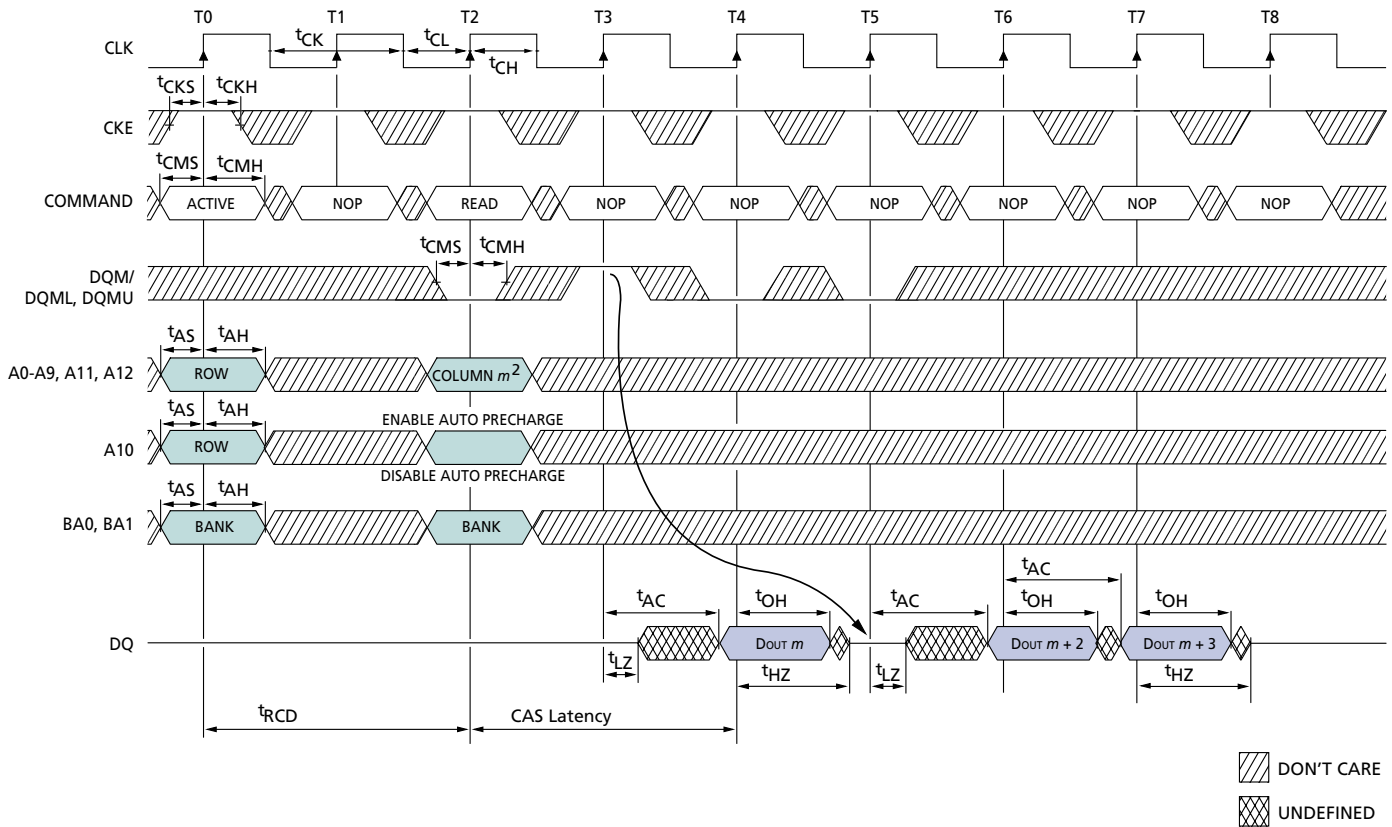 T0 T1 T2 T3 T4 T5 T6 T7 T8
CLK
tCK tCL
tCH
tCKS tCKH
CKE
tCMS tCMH
COMMAND ACTIVE NOP READ NOP NOP NOP NOP NOP NOP
tCMS tCMH
DQM/
DQML, DQMU
tAS tAH
A0-A9, A11, A12 ROW COLUMN m2
tAS tAH
ENABLE AUTO PRECHARGE
A10 ROW
DISABLE AUTO PRECHARGE
tAS tAH
BA0, BA1 BANK BANK
tAC
tAC tOH tAC tOH tOH
DQ DOUT m DOUT m + 2 DOUT m + 3
tLZ tHZ tLZ tHZ
tRCD CAS Latency
DON'T CARE
UNDEFINED